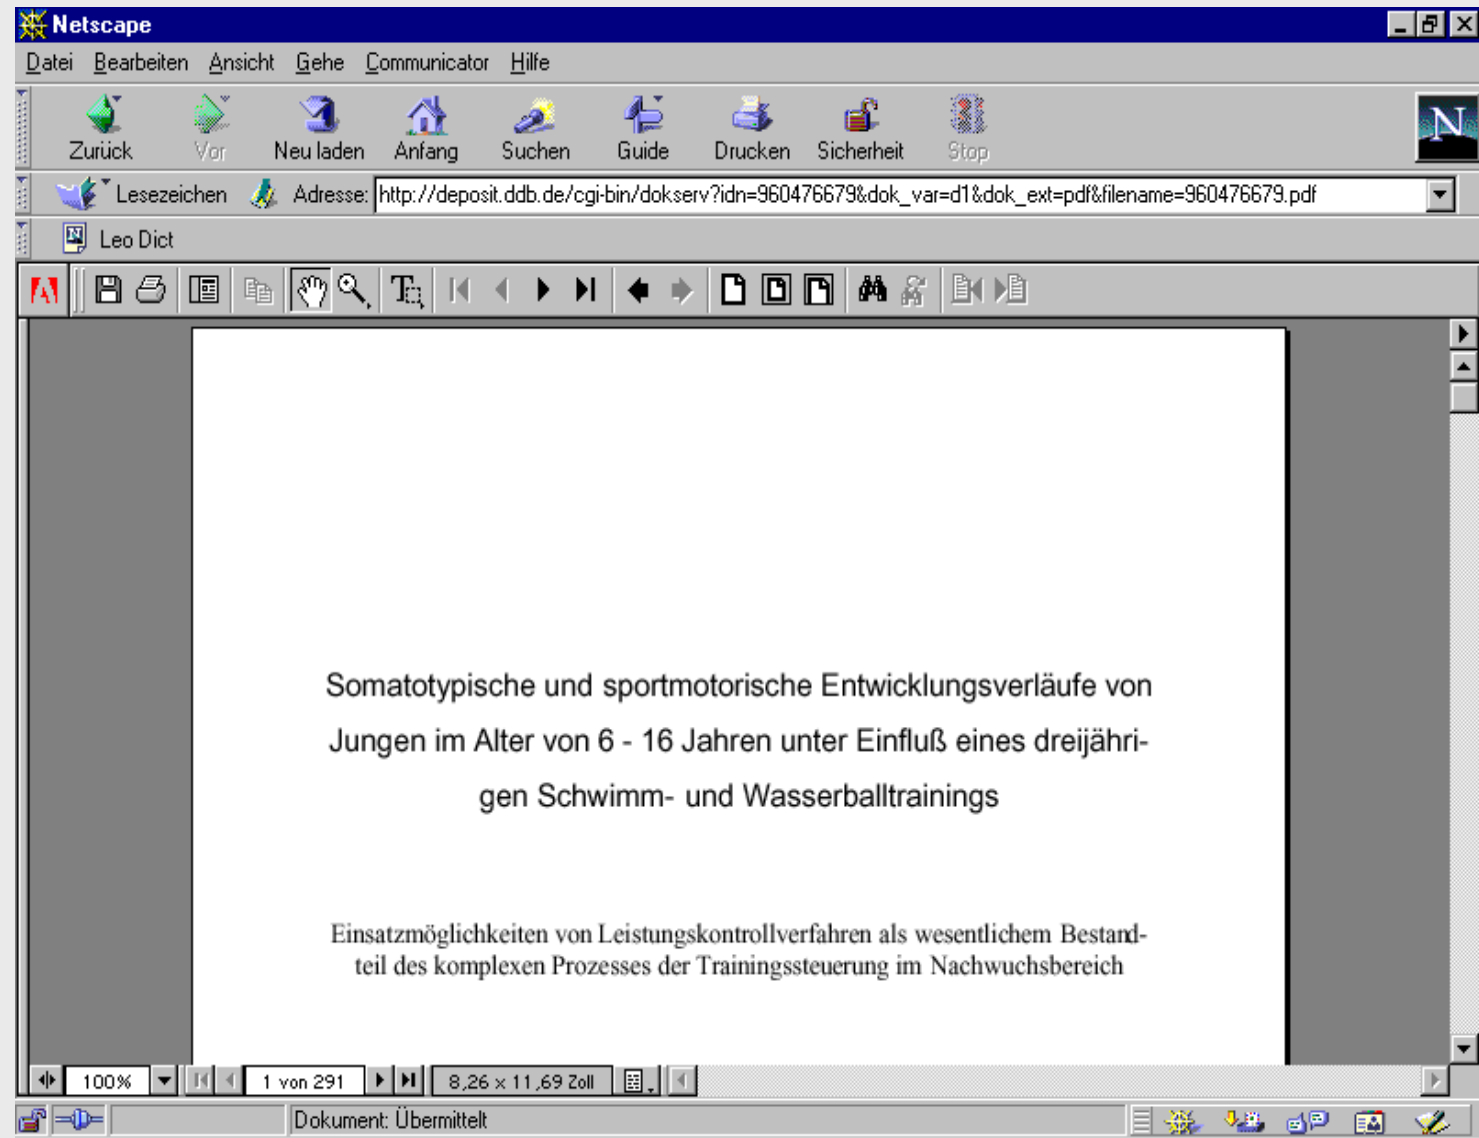 Netscape
Datei Bearbeiten Ansicht Gehe Communicator Hilfe
Zurück Vor Neu laden Anfang Suchen Guide Drucken Sicherheit Stop
N
Lesezeichen Adresse: http://deposit.ddb.de/cgi-bin/dokserv?idn=960476679&dok_var=d1&dok_ext=pdf&filename=960476679.pdf
Leo Dict
Somatotypische und sportmotorische Entwicklungsverläufe von
Jungen im Alter von 6 - 16 Jahren unter Einfluß eines dreijähri-
gen Schwimm- und Wasserballtrainings
Einsatzmöglichkeiten von Leistungskontrollverfahren als wesentlichem Bestand-
teil des komplexen Prozesses der Trainingssteuerung im Nachwuchsbereich
100% 1 von 291 8,26 x 11,69 Zoll
Dokument: Übermittelt